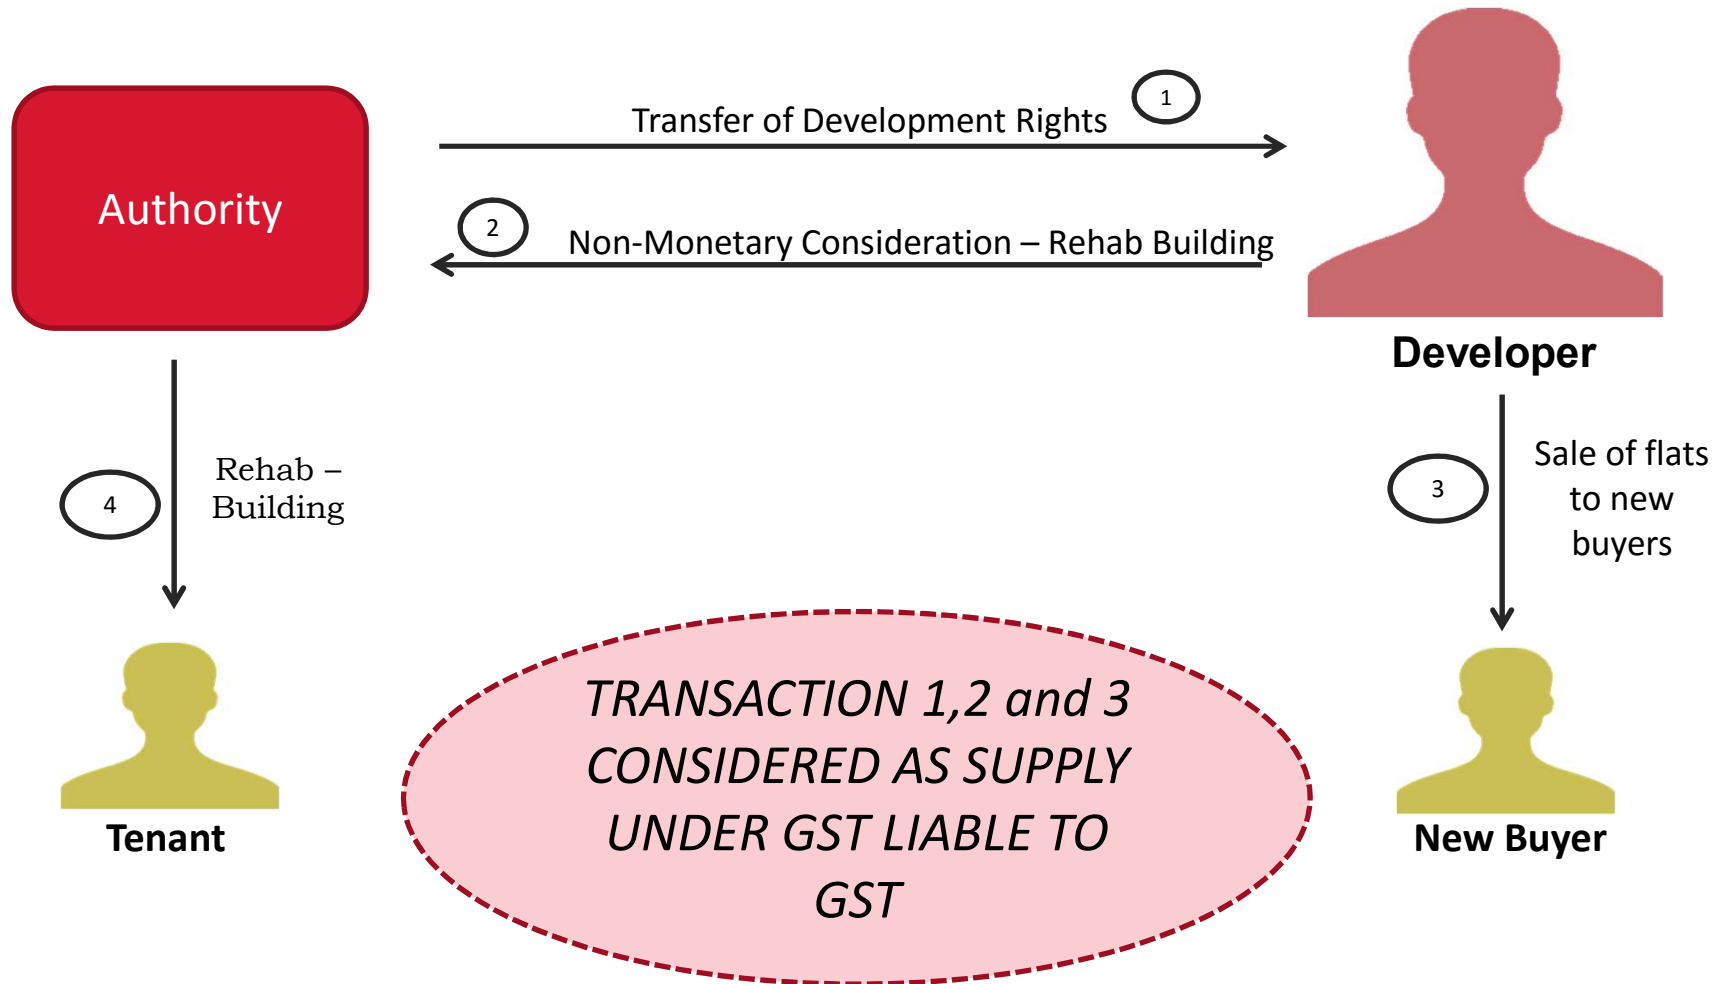 1
Transfer of Development Rights
Authority
2
Non-Monetary Consideration – Rehab Building
Developer
4
Rehab –
Building
3
Sale of flats
to new
buyers
TRANSACTION 1,2 and 3
CONSIDERED AS SUPPLY
UNDER GST LIABLE TO
GST
Tenant
New Buyer